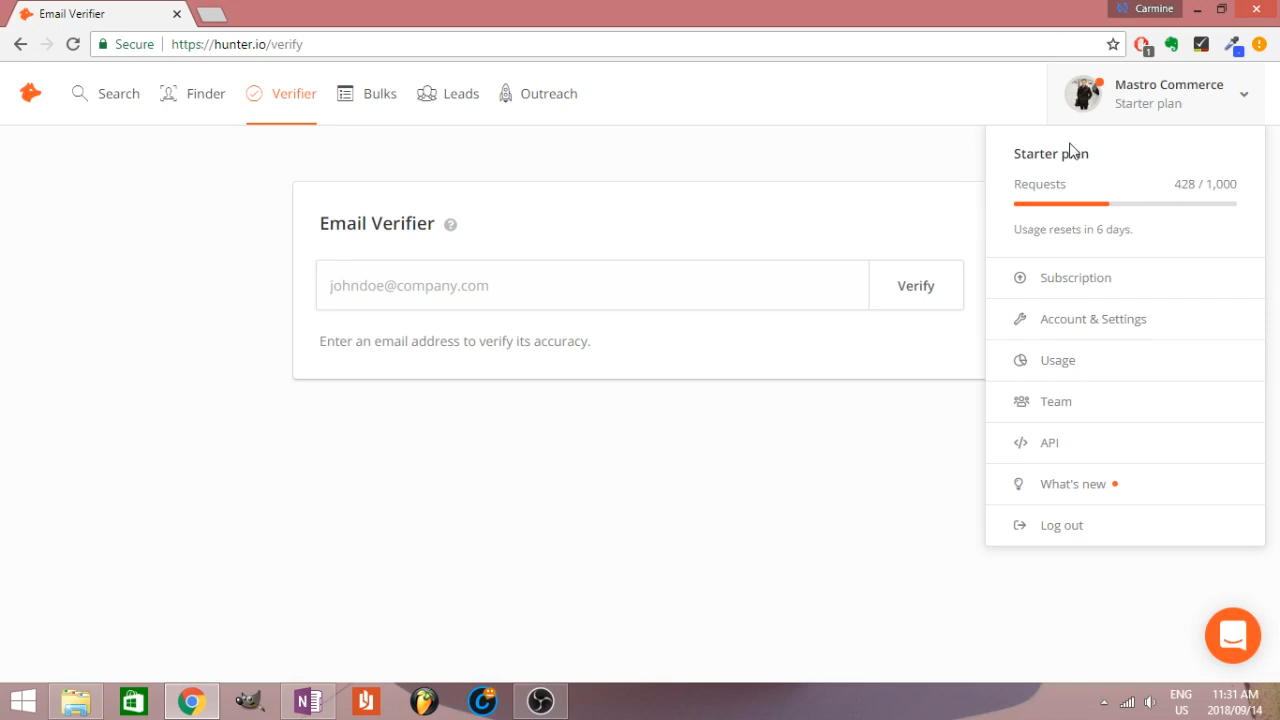 Email Verifier
Carmine
Secure
https://hunter.io/verify
1
Search
Finder
Verifier
Bulks
Leads
Outreach
Mastro Commerce
Starter plan
Starter plan
Requests
428 / 1,000
Usage resets in 6 days.
Email Verifier ?
johndoe@company.com
Verify
Enter an email address to verify its accuracy.
Subscription
Account & Settings
Usage
Team
API
What's new
Log out
ENG
US
11:31 AM
2018/09/14